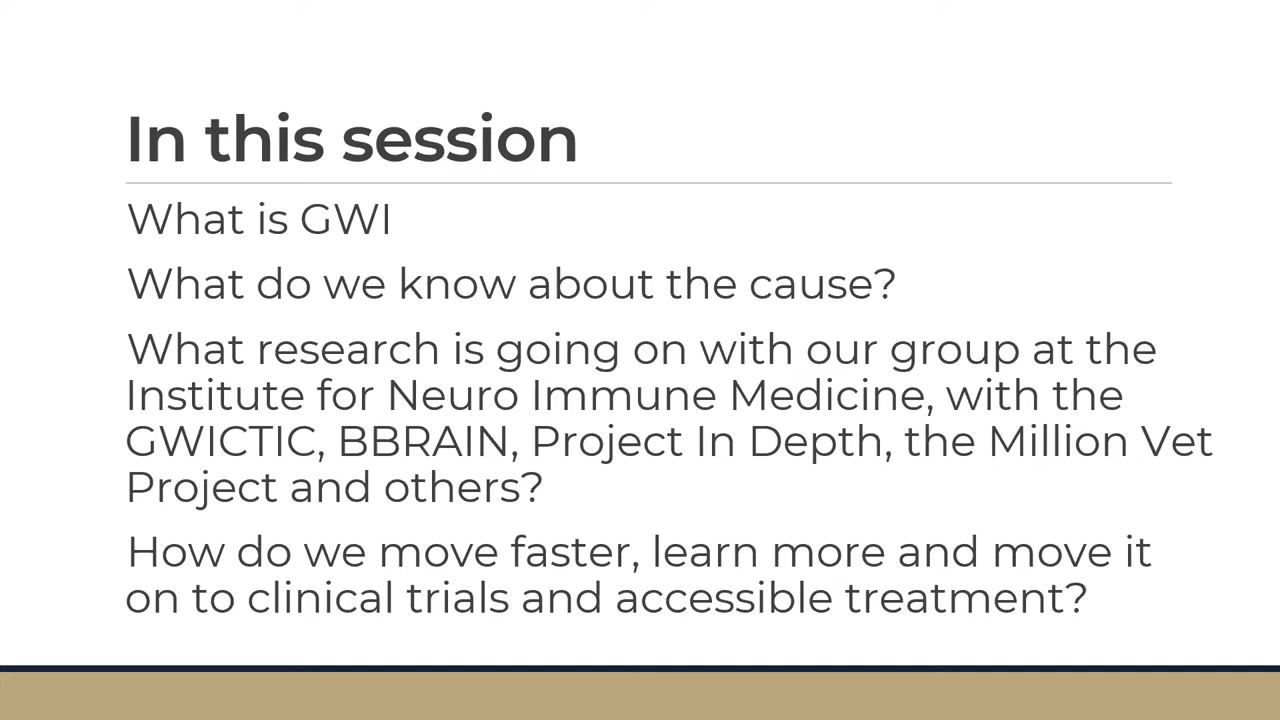 In this session
What is GWI
What do we know about the cause?
What research is going on with our group at the
Institute for Neuro Immune Medicine, with the
GWICTIC, BBRAIN, Project In Depth, the Million Vet
Project and others?
How do we move faster, learn more and move it
on to clinical trials and accessible treatment?